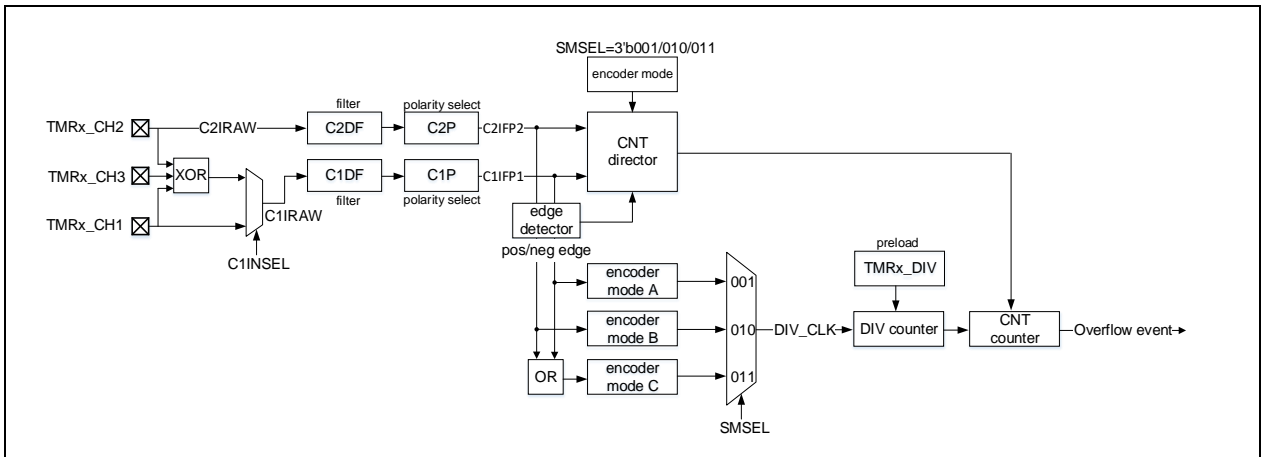 SMSEL=3'b001/010/011
encoder mode
filter
polarity select
TMRx_CH2
C2IRAW
C2DF
C2P
C2IFP2
CNT
director
TMRx_CH3
XOR
C1DF
C1P
C1IFP1
filter
polarity select
C1IRAW
TMRx_CH1
edge
detector
C1INSEL
pos/neg edge
preload
encoder
mode A
001
TMRx_DIV
encoder
mode B
010
DIV_CLK
DIV counter
CNT
counter
Overflow event
OR
encoder
mode C
011
SMSEL